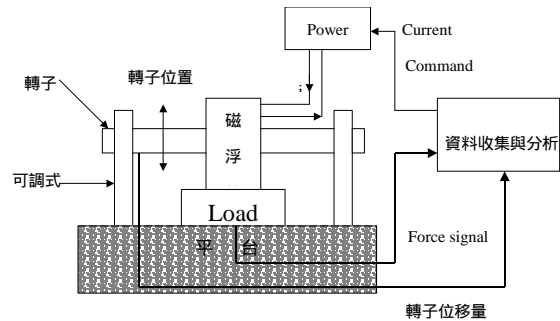 Power
Current
Command
i
轉子位置
轉子
磁
浮
資料收集與分析
可調式
Load
平 台
Force signal
轉子位移量